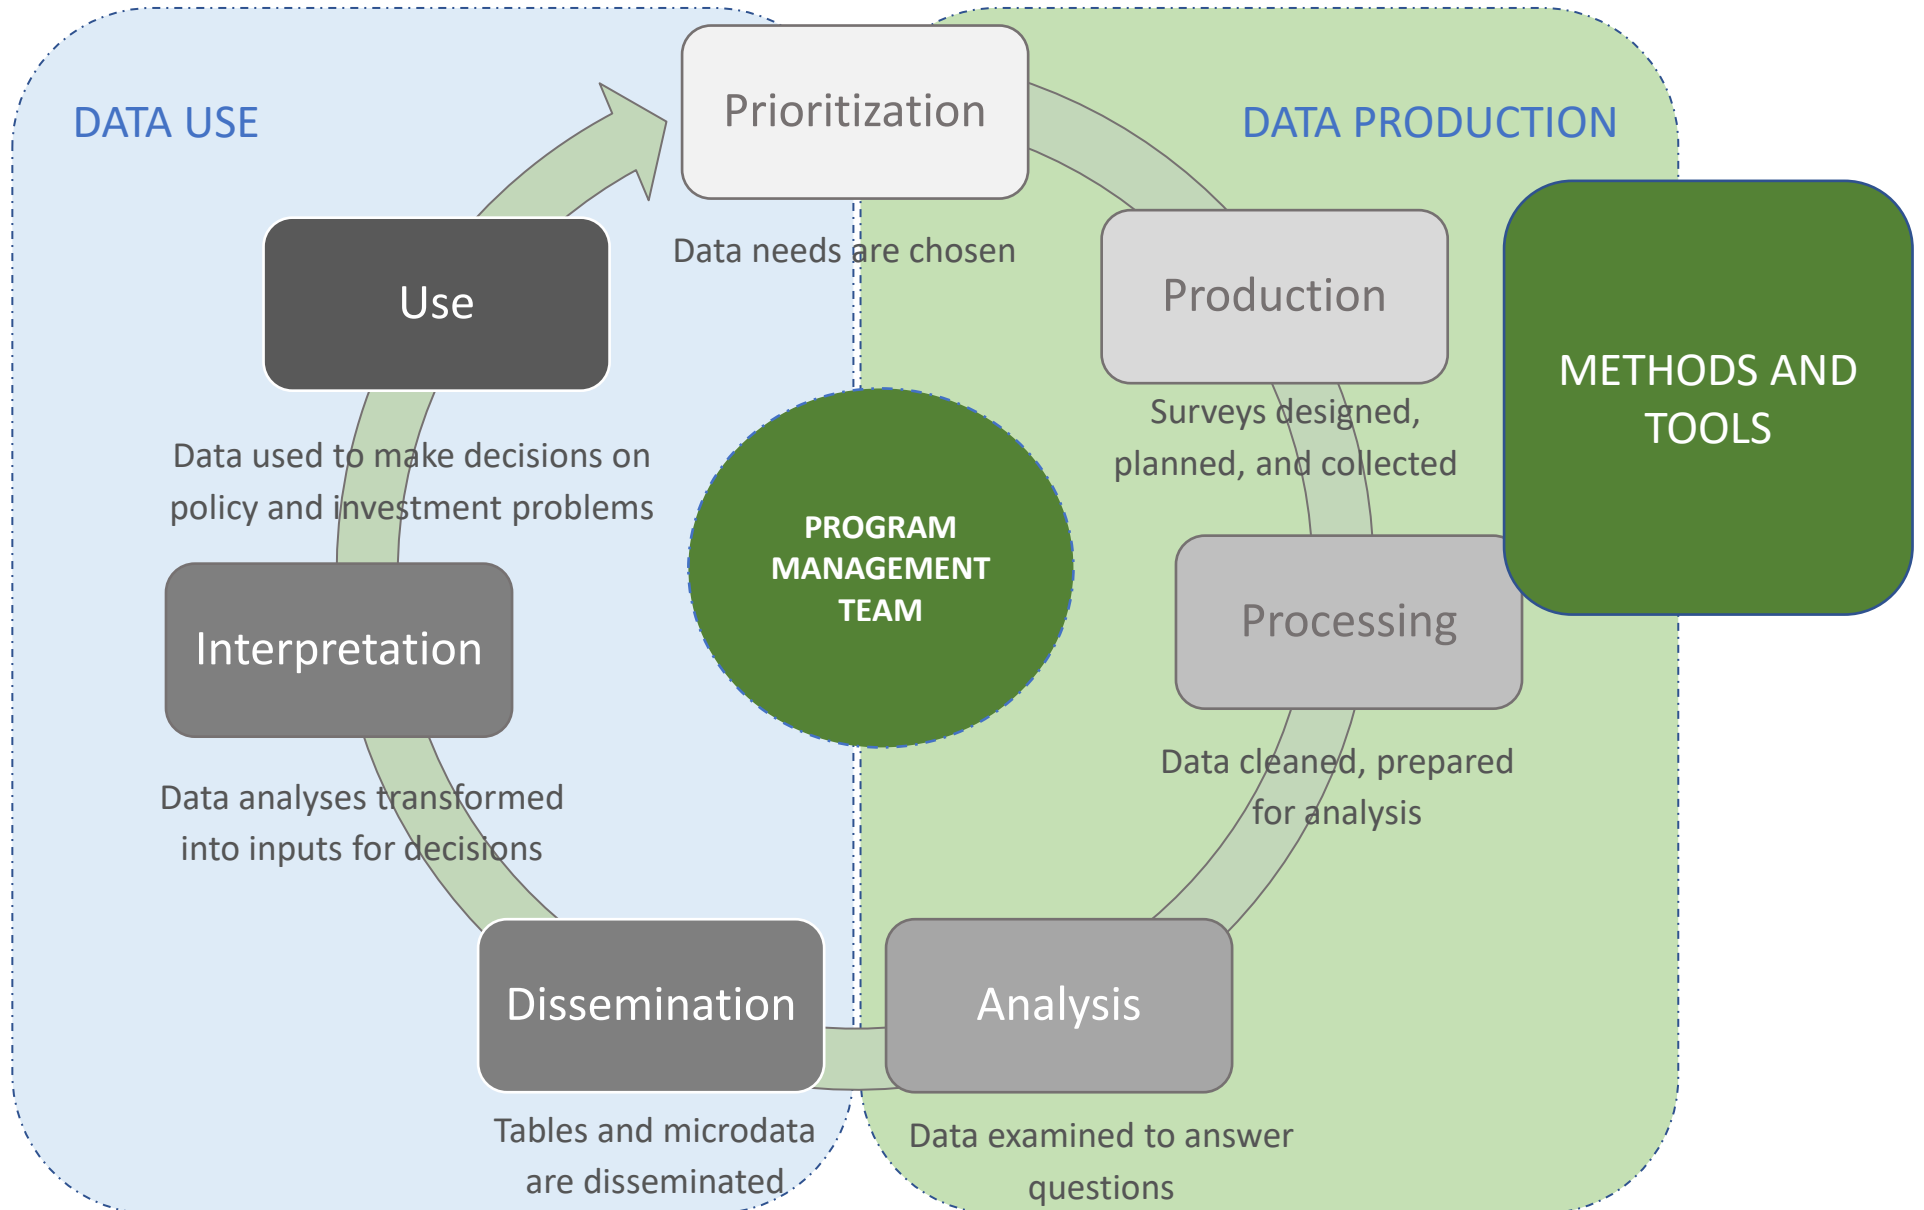 DATA USE
DATA PRODUCTION
Prioritization
Data needs are chosen
Production
Surveys designed,
planned, and collected
METHODS AND
TOOLS
Processing
Data cleaned, prepared
for analysis
Analysis
Data examined to answer
questions
Dissemination
Tables and microdata
are disseminated
Interpretation
Data analyses transformed
into inputs for decisions
Use
Data used to make decisions on
policy and investment problems
PROGRAM
MANAGEMENT
TEAM